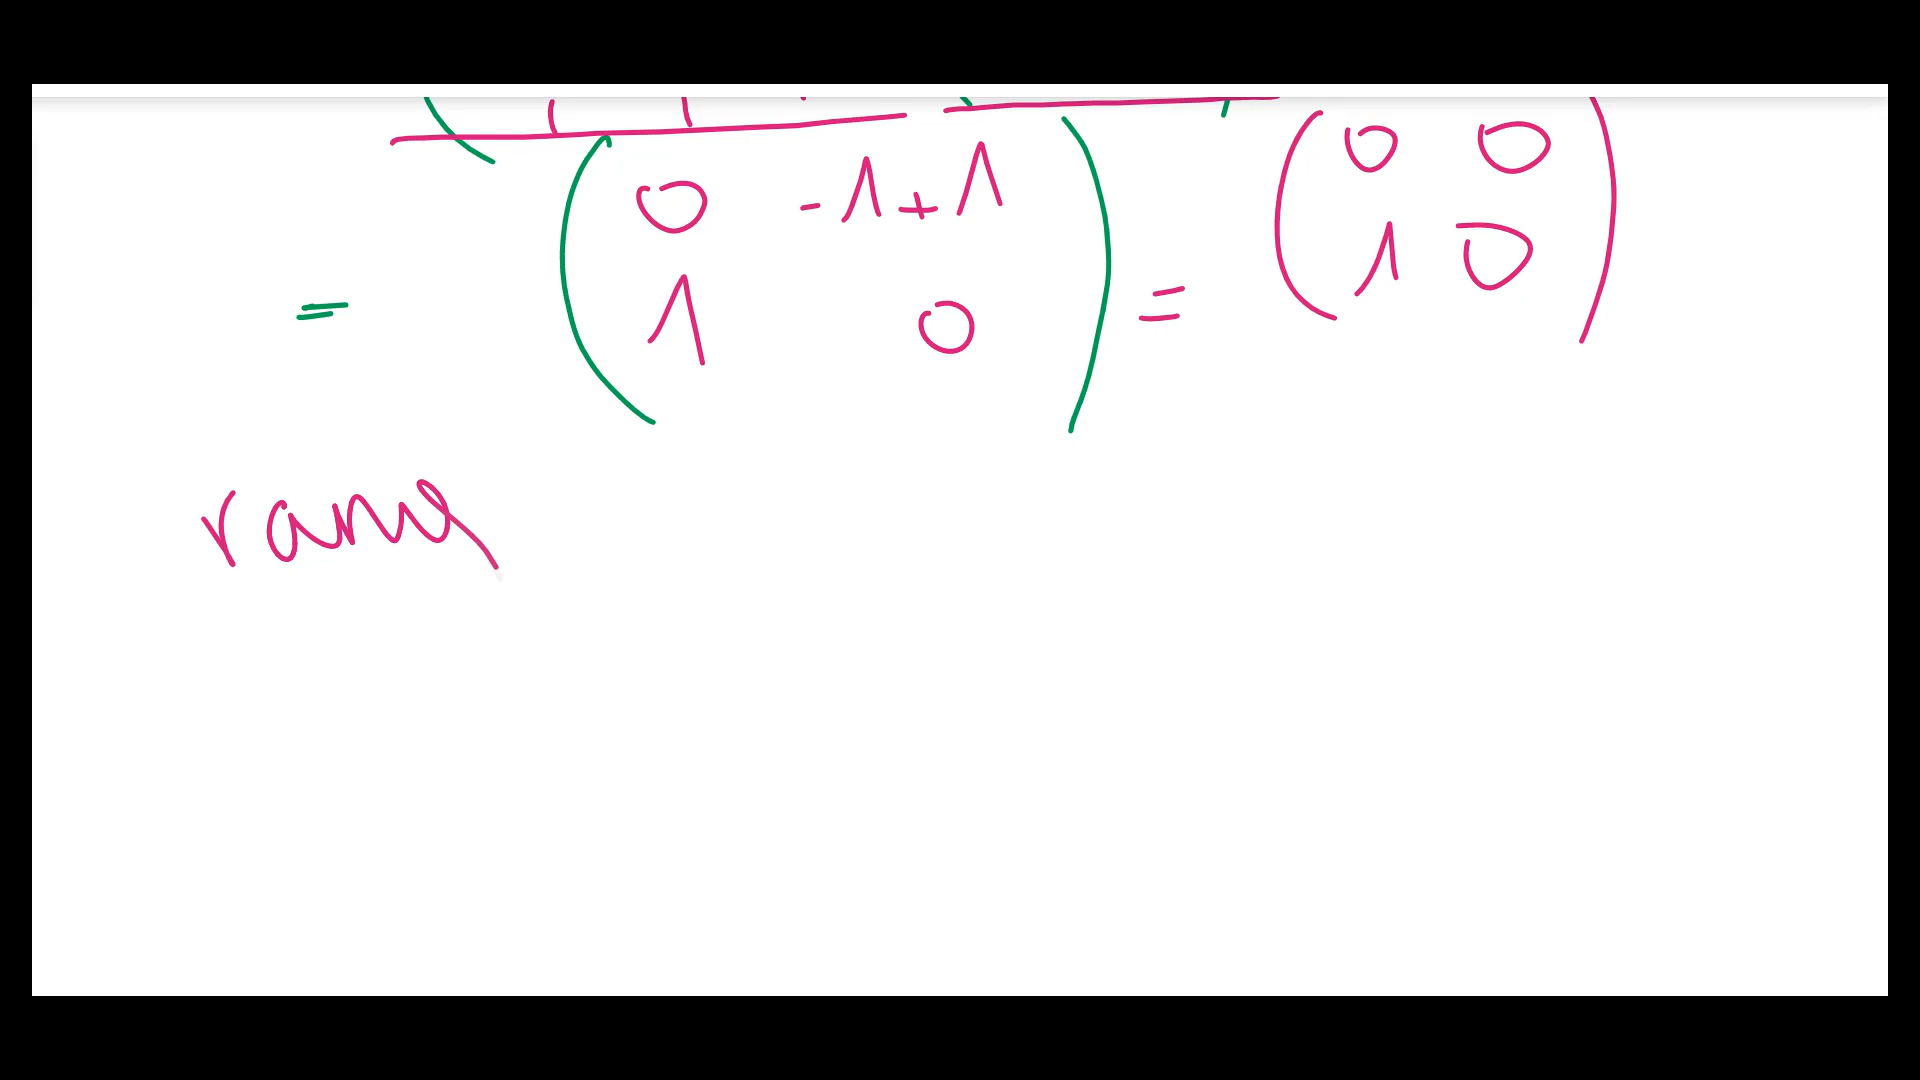 0 -1+1 0 0
= 1 0 = 1 0
rang